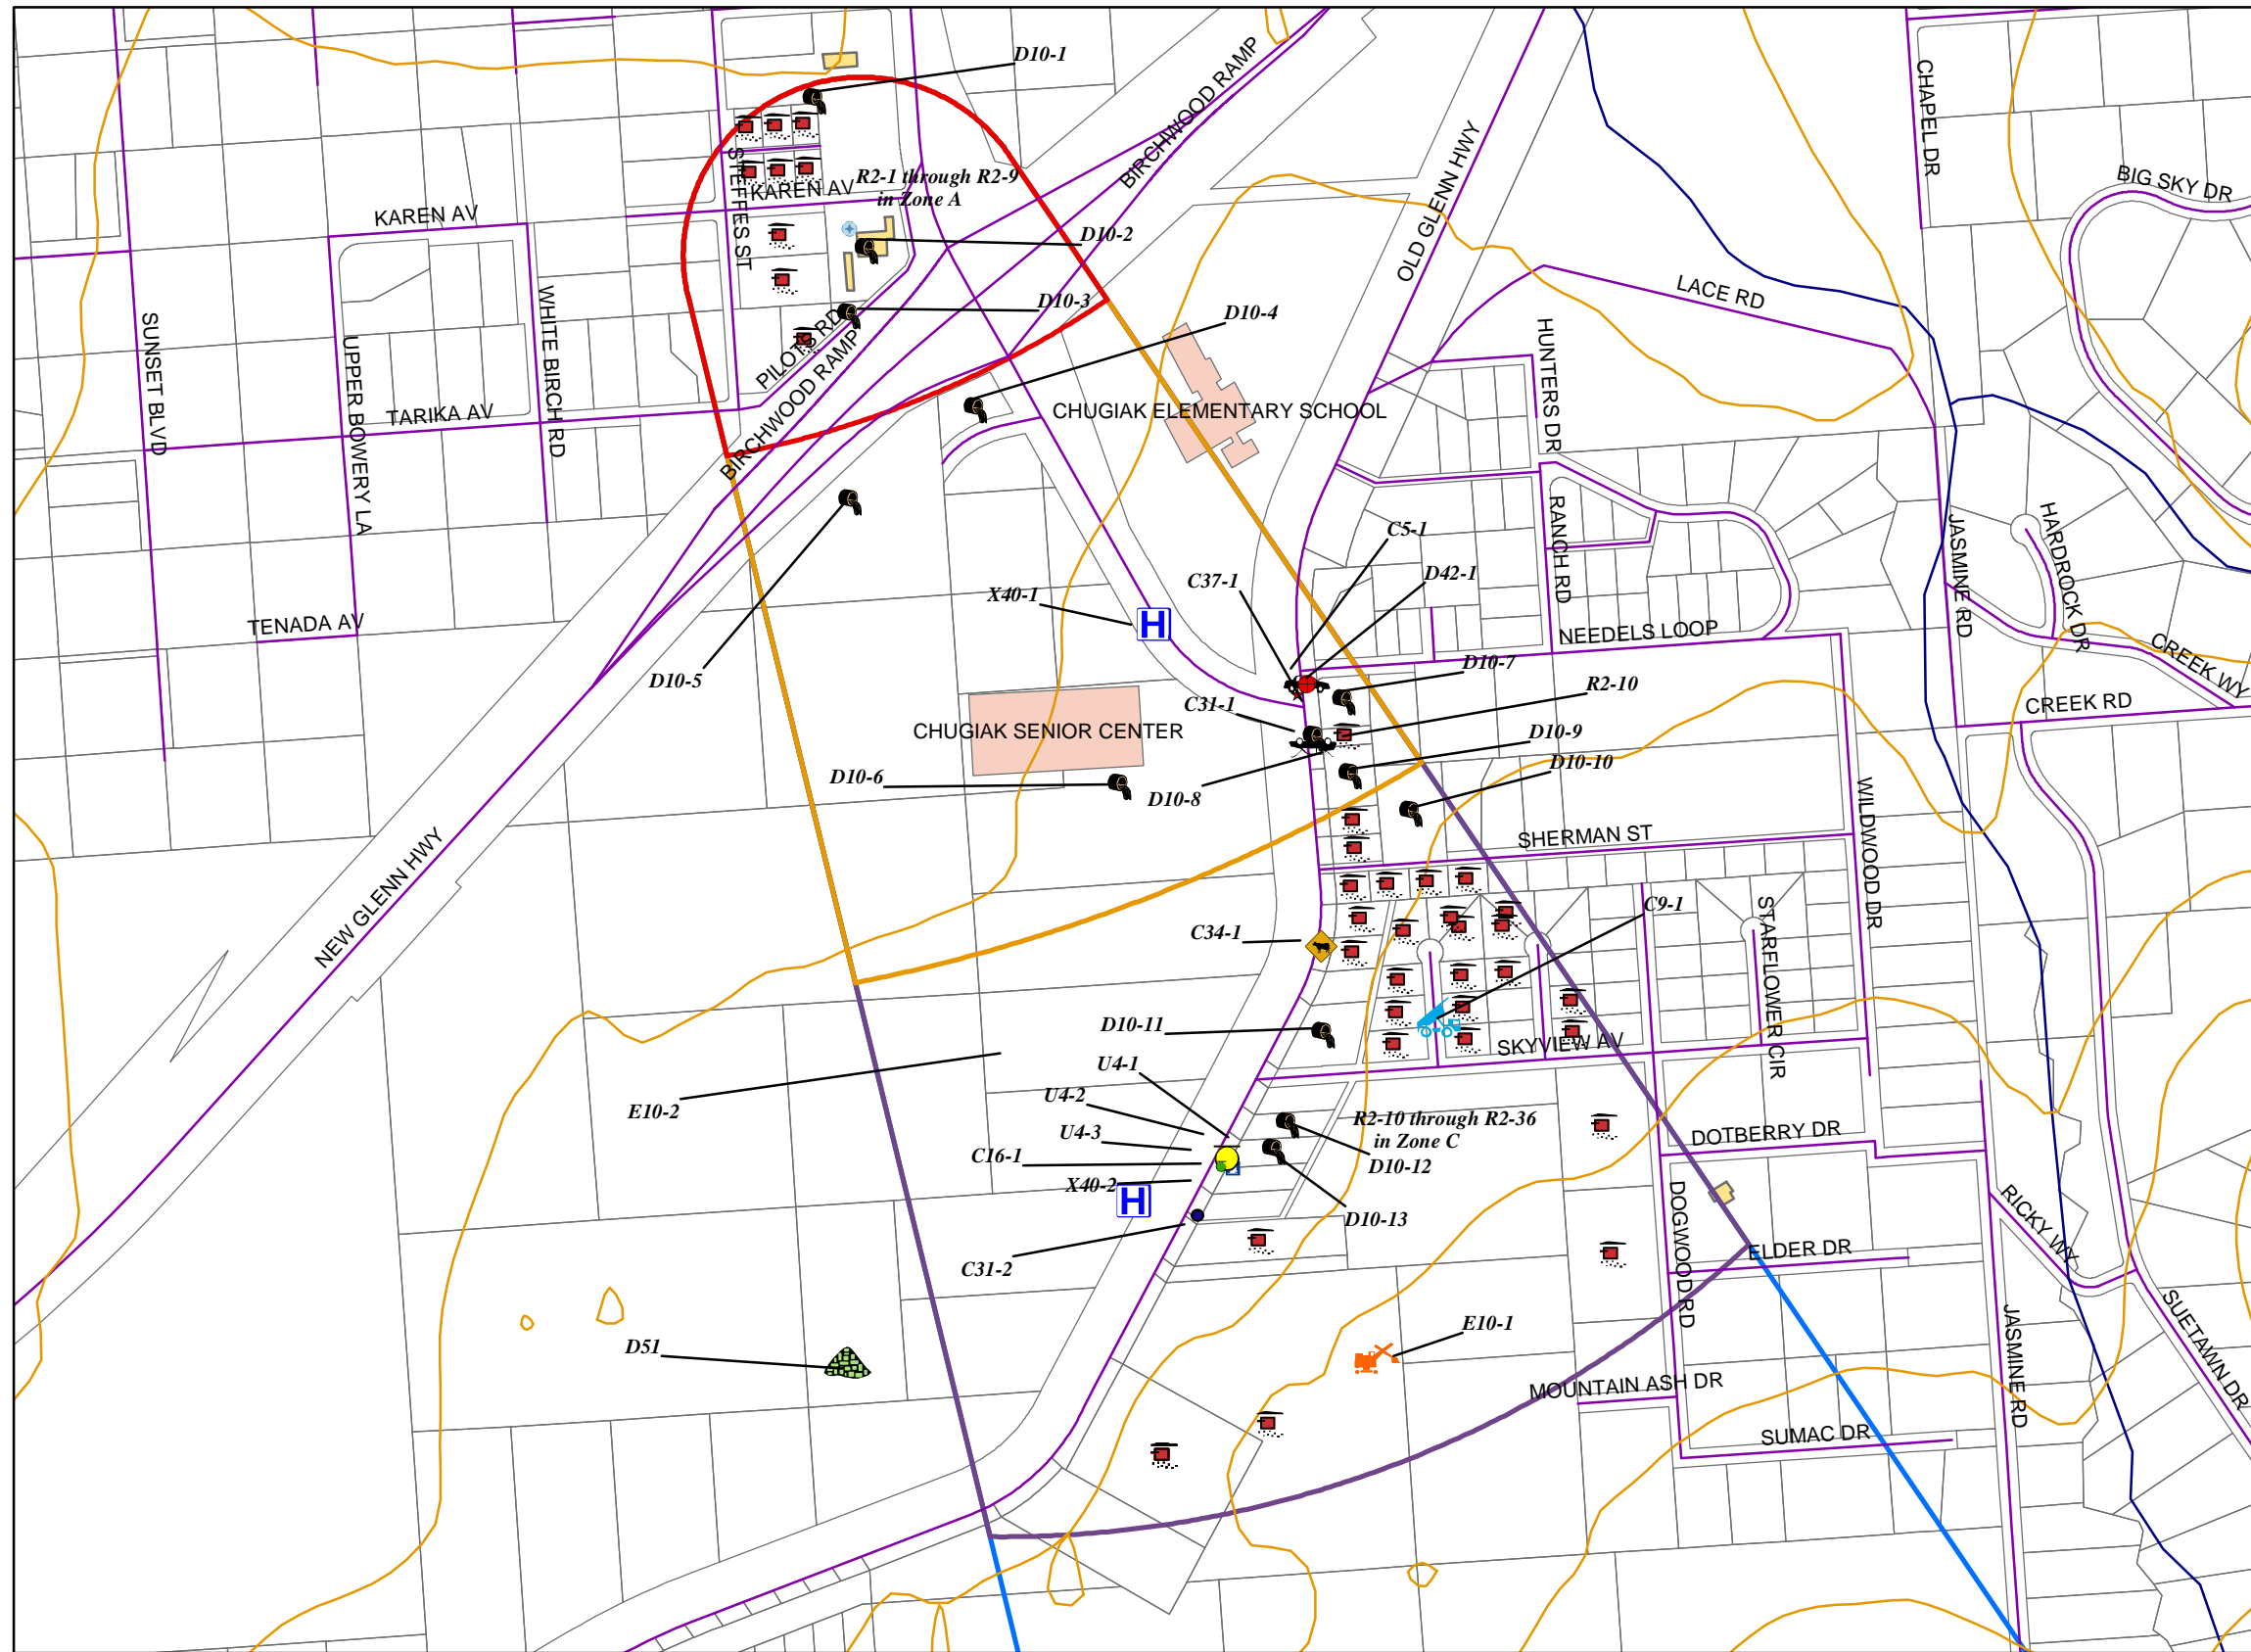 D10-1
BIRCHWOOD RAMP
CHAPEL DR
OLD GLENN HWY
BIG SKY DR
STEFFES ST
R2-1 through R2-9
in Zone A
KAREN AV
KAREN AV
D10-2
LACE RD
D10-3
D10-4
SUNSET BLVD
WHITE BIRCH RD
HUNTERS DR
UPPER BOWERY LA
PILOTS RD
BIRCHWOOD RAMP
TARIKA AV
CHUGIAK ELEMENTARY SCHOOL
RANCH RD
JASMINE RD
HARDROCK DR
C5-1
C37-1
D42-1
X40-1
H
TENADA AV
NEEDELS LOOP
CREEK WY
D10-5
D10-7
R2-10
C31-1
CREEK RD
CHUGIAK SENIOR CENTER
D10-9
D10-10
D10-6
D10-8
WILDWOOD DR
SHERMAN ST
NEW GLENN HWY
C9-1
STARFLOWER CIR
C34-1
D10-11
SKYVIEW AV
U4-1
U4-2
E10-2
R2-10 through R2-36
in Zone C
U4-3
DOTBERRY DR
C16-1
D10-12
X40-2
H
DOGWOOD RD
RICKY WY
D10-13
ELDER DR
C31-2
SUETAWN DR
E10-1
D51
JASMINE RD
MOUNTAIN ASH DR
SUMAC DR